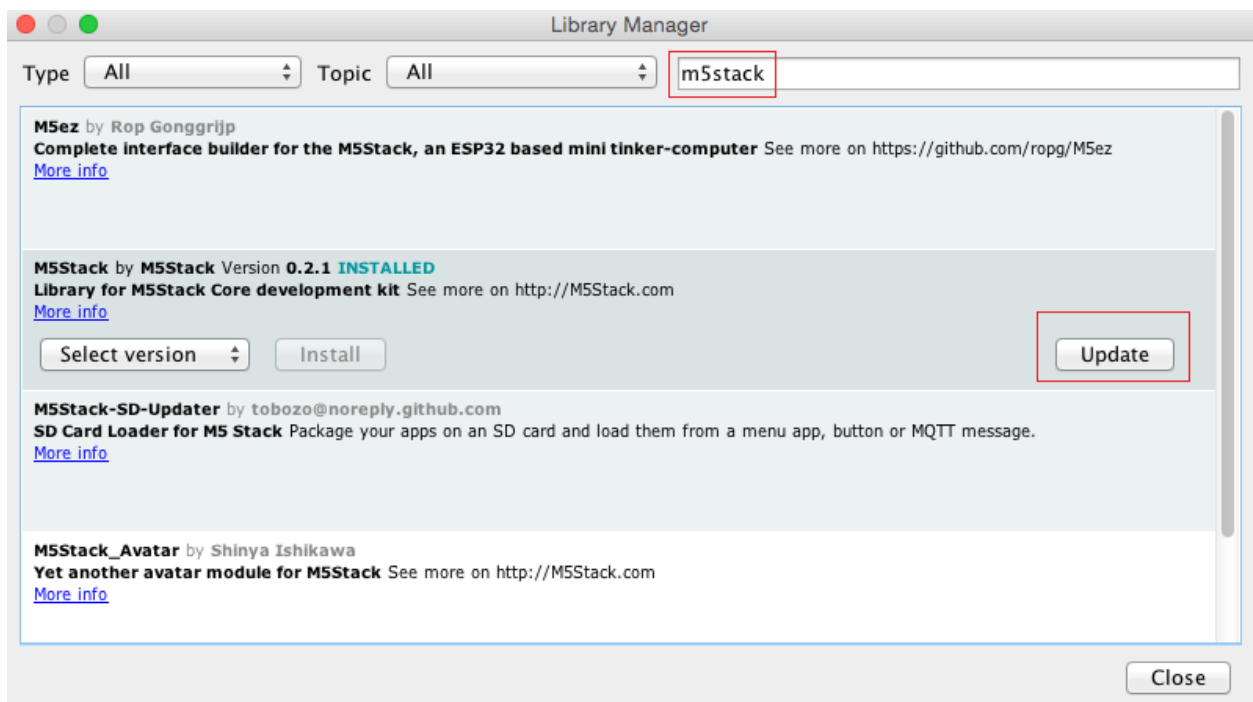 Library Manager
Type All Topic All m5stack
M5ez by Rop Gonggrijp
Complete interface builder for the M5Stack, an ESP32 based mini tinker-computer See more on https://github.com/ropg/M5ez
More info
M5Stack by M5Stack Version 0.2.1 INSTALLED
Library for M5Stack Core development kit See more on http://M5Stack.com
More info
Select version Install Update
M5Stack-SD-Updater by tobozo@noreply.github.com
SD Card Loader for M5 Stack Package your apps on an SD card and load them from a menu app, button or MQTT message.
More info
M5Stack_Avatar by Shinya Ishikawa
Yet another avatar module for M5Stack See more on http://M5Stack.com
More info
Close